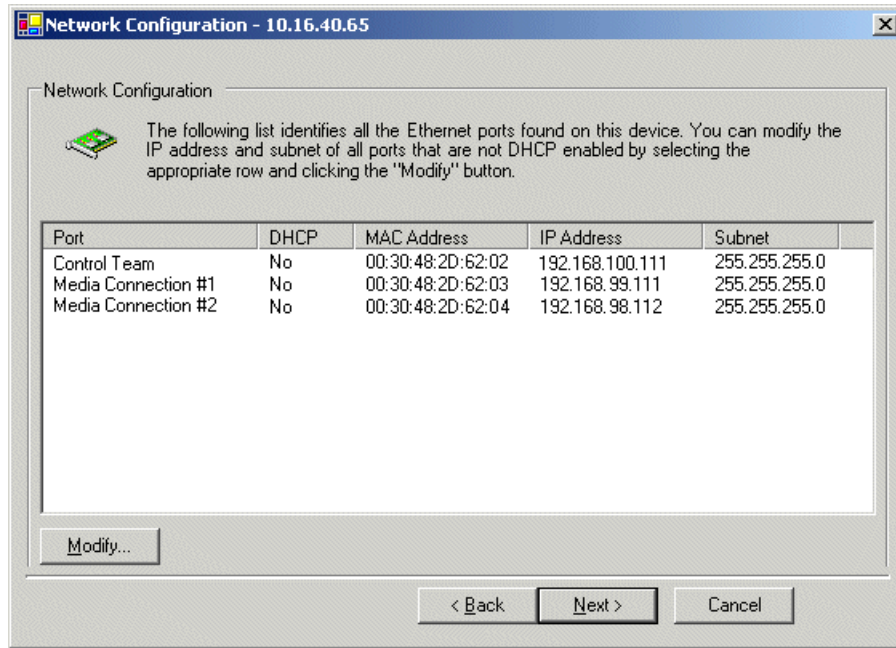 Network Configuration - 10.16.40.65
Network Configuration
The following list identifies all the Ethernet ports found on this device. You can modify the
IP address and subnet of all ports that are not DHCP enabled by selecting the
appropriate row and clicking the "Modify" button.
Port DHCP MAC Address IP Address Subnet
Control Team No 00:30:48:2D:62:02 192.168.100.111 255.255.255.0
Media Connection #1 No 00:30:48:2D:62:03 192.168.99.111 255.255.255.0
Media Connection #2 No 00:30:48:2D:62:04 192.168.98.112 255.255.255.0
Modify...
< Back Next > Cancel